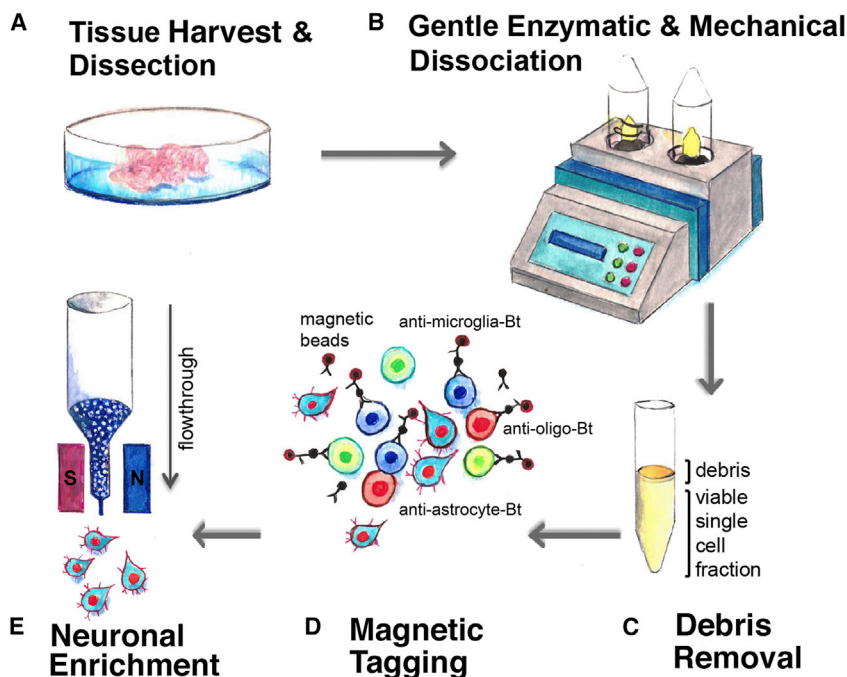 A
Tissue Harvest &
Dissection
B
Gentle Enzymatic & Mechanical
Dissociation
magnetic
beads
anti-microglia-Bt
anti-oligo-Bt
anti-astrocyte-Bt
flowthrough
S
N
debris
viable
single
cell
fraction
E
Neuronal
Enrichment
D
Magnetic
Tagging
C
Debris
Removal